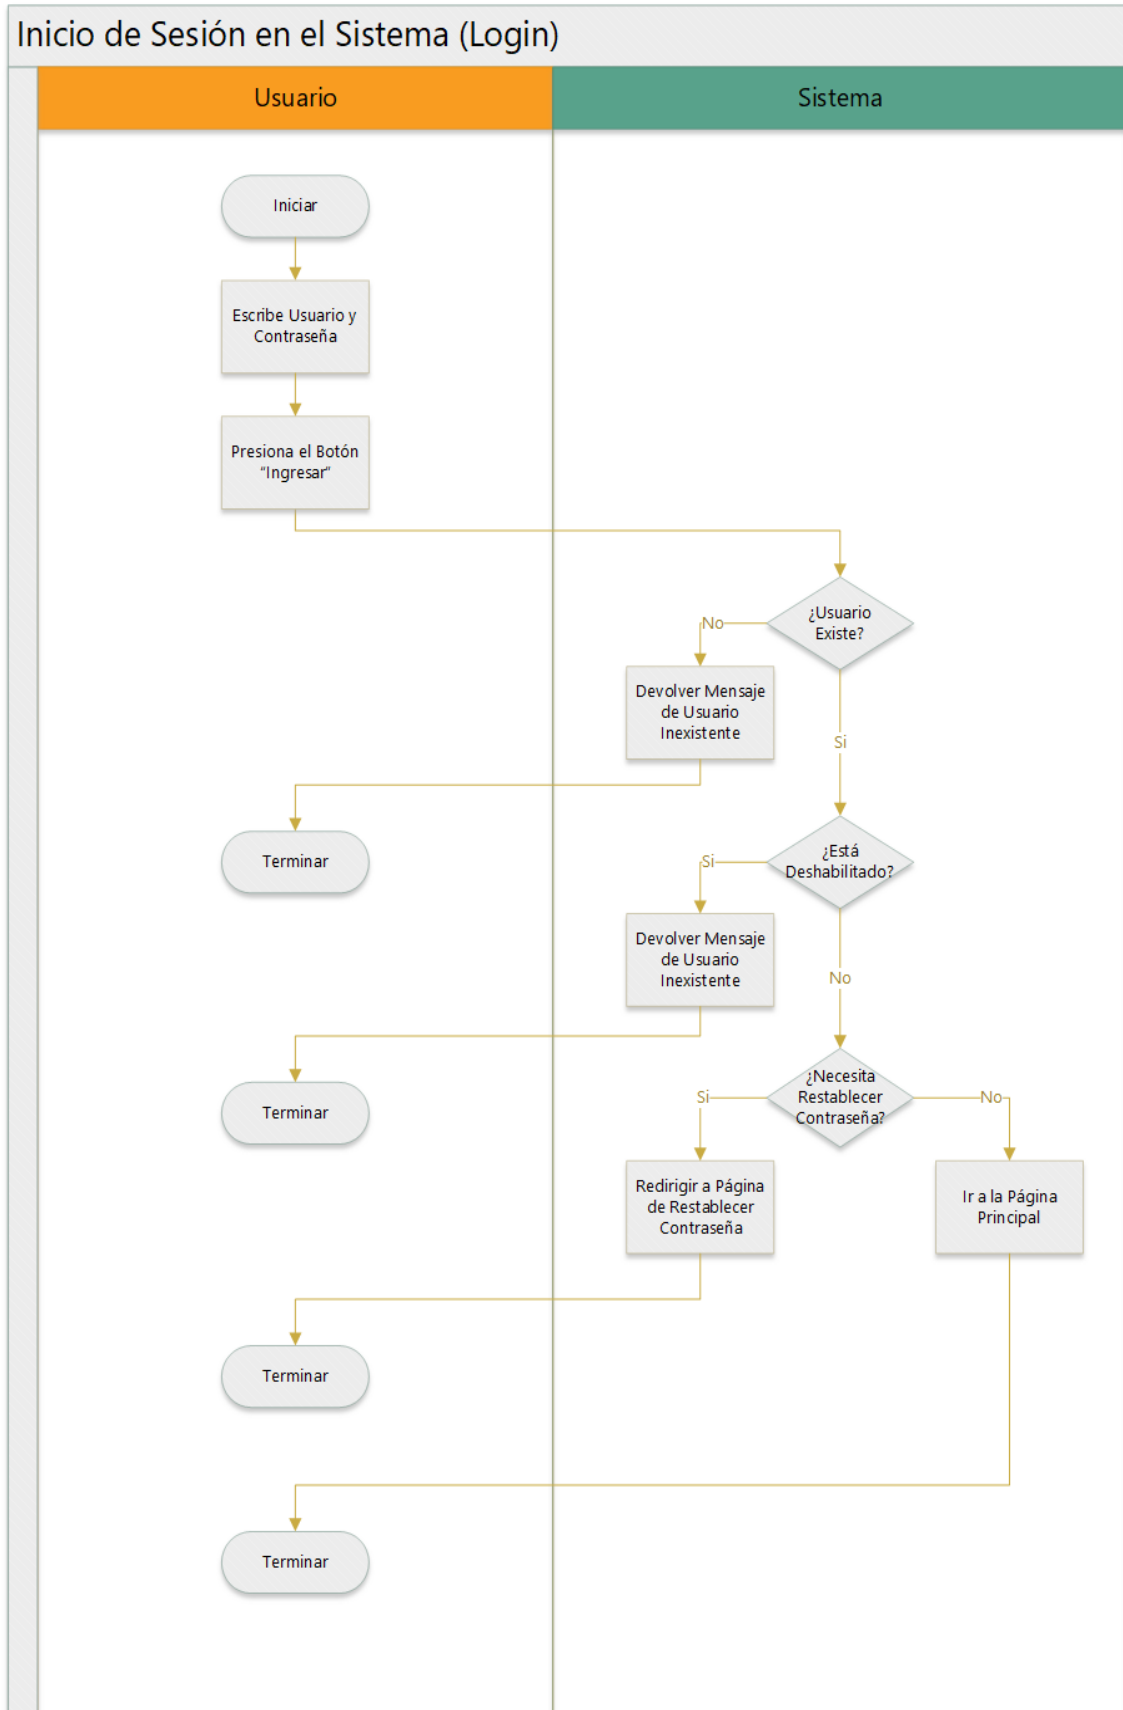 Inicio de Sesión en el Sistema (Login)
Usuario
Sistema
Iniciar
Escribe Usuario y
Contraseña
Presiona el Botón
“Ingresar”
¿Usuario
Existe?
No
Devolver Mensaje
de Usuario
Inexistente
Si
Terminar
¿Está
Deshabilitado?
Si
Devolver Mensaje
de Usuario
Inexistente
No
Terminar
¿Necesita
Restablecer
Contraseña?
Si
No
Redirigir a Página
de Restablecer
Contraseña
Ir a la Página
Principal
Terminar
Terminar